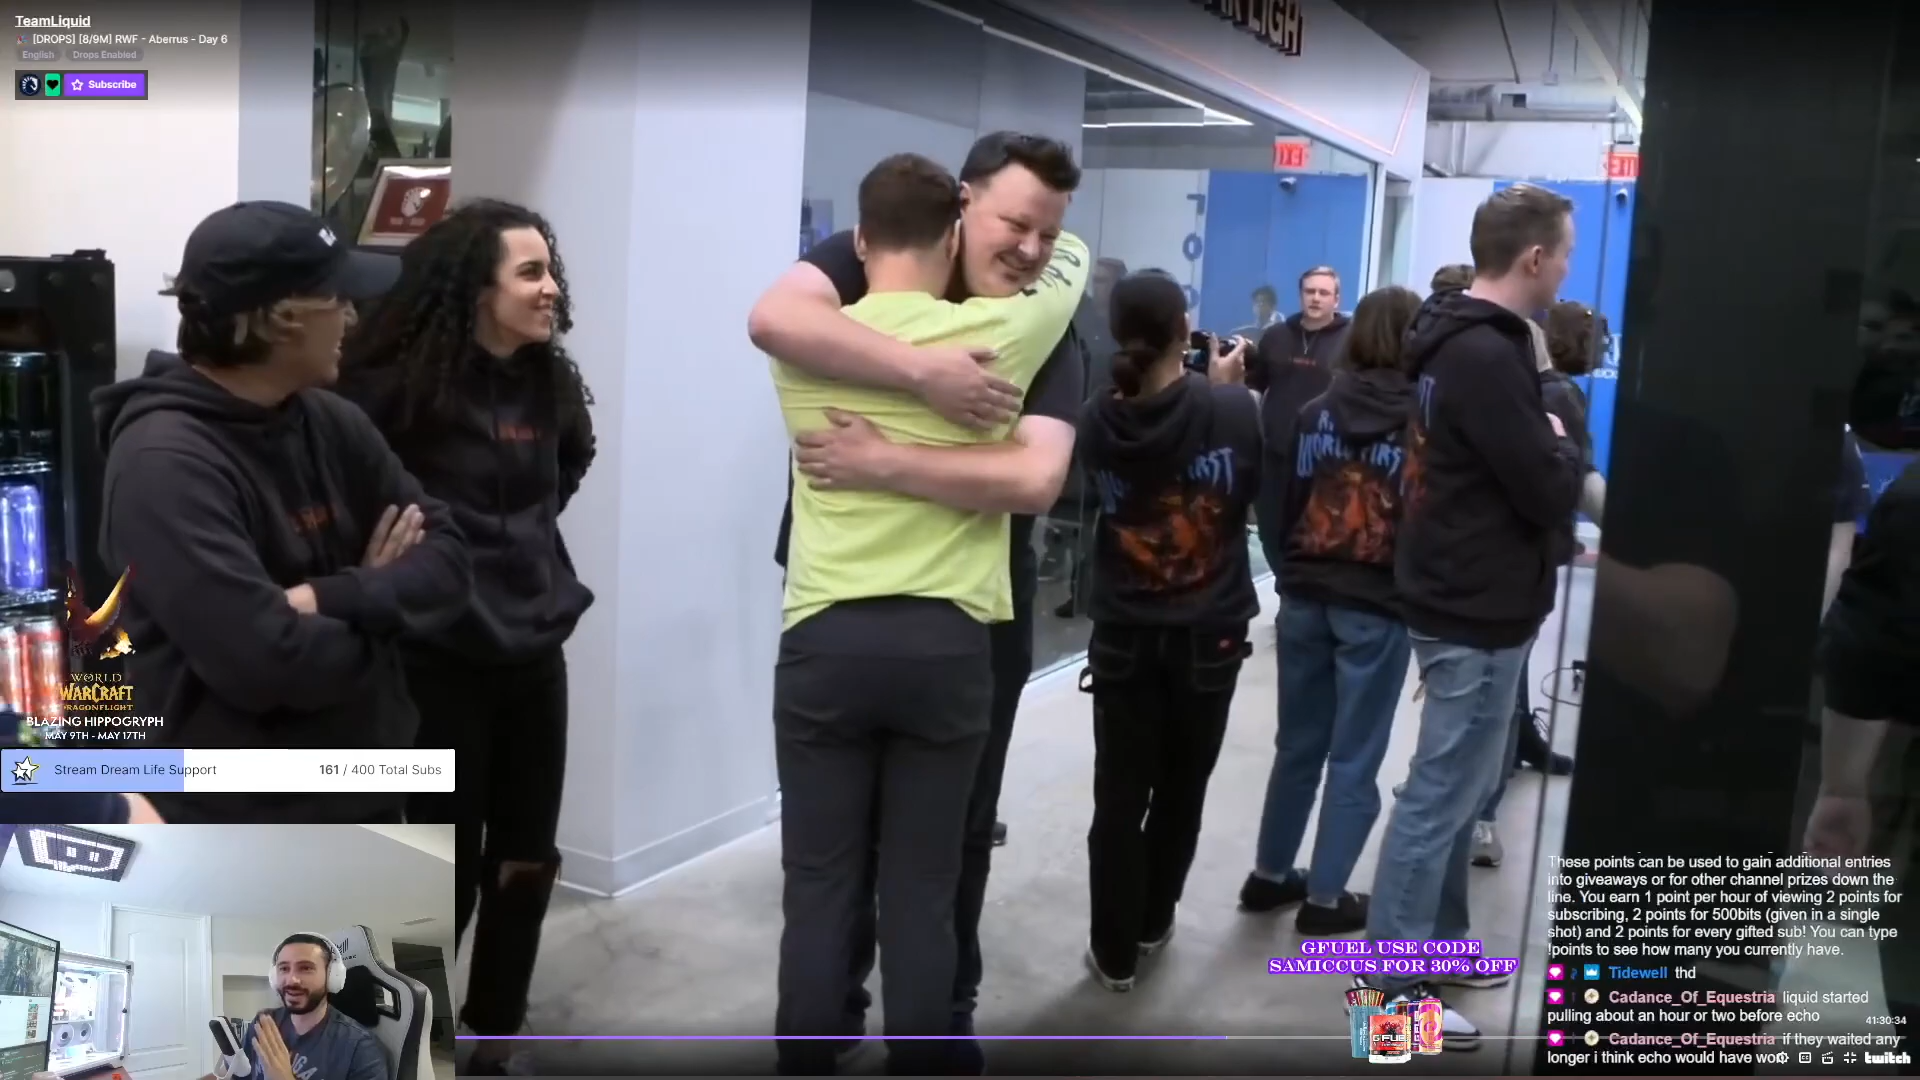 TeamLiquid
[DROPS] [8/9M] RWF - Aberrus - Day 6
English Drops Enabled
Subscribe
WORLD
WARCRAFT
DRAGONFLIGHT
BLAZING HIPPOGRYPH
MAY 9TH - MAY 17TH
Stream Dream Life Support 161 / 400 Total Subs
WORLD FIRST
GFUEL USE CODE
SAMICCUS FOR 30% OFF
G FUEL
These points can be used to gain additional entries
into giveaways or for other channel prizes down the
line. You earn 1 point per hour of viewing 2 points for
subscribing, 2 points for 500bits (given in a single
shot) and 2 points for every gifted sub! You can type
!points to see how many you currently have.
Tidewell thd
Cadance_Of_Equestria liquid started
pulling about an hour or two before echo
41:30:34
Cadance_Of_Equestria if they waited any
longer i think echo would have won
twitch